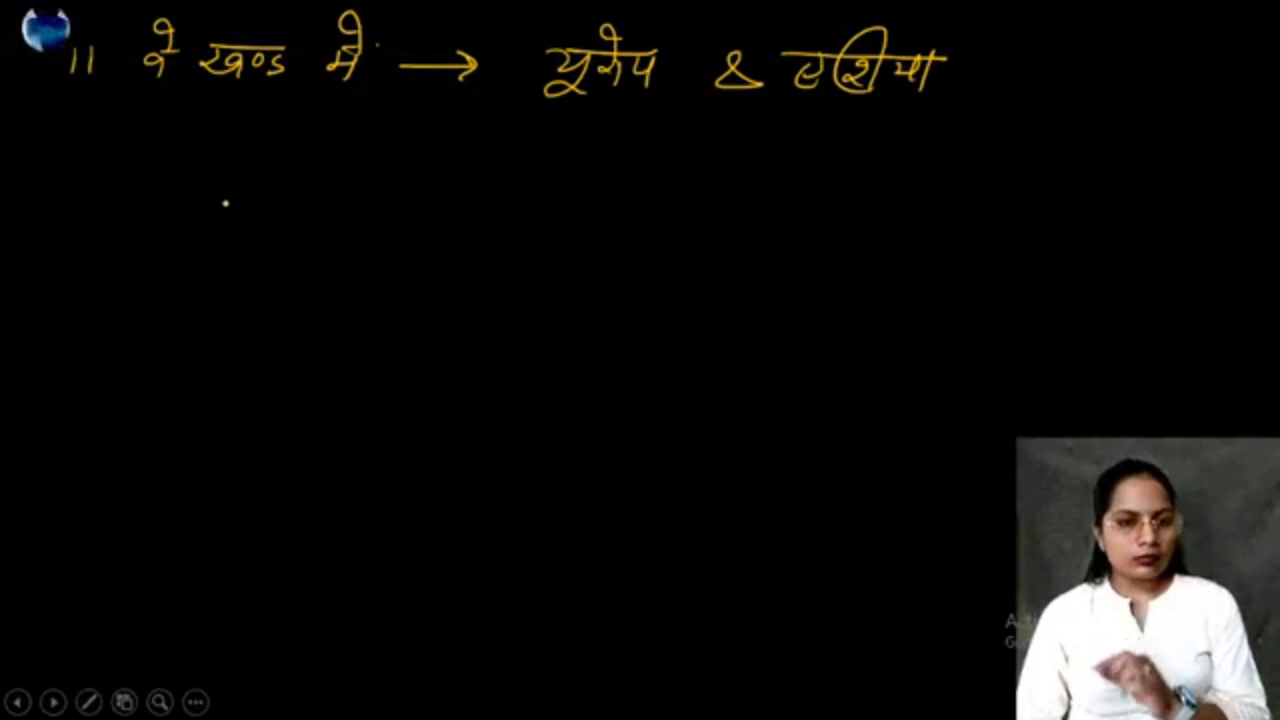 11 वे खण्ड में → यूरोप & एशिया